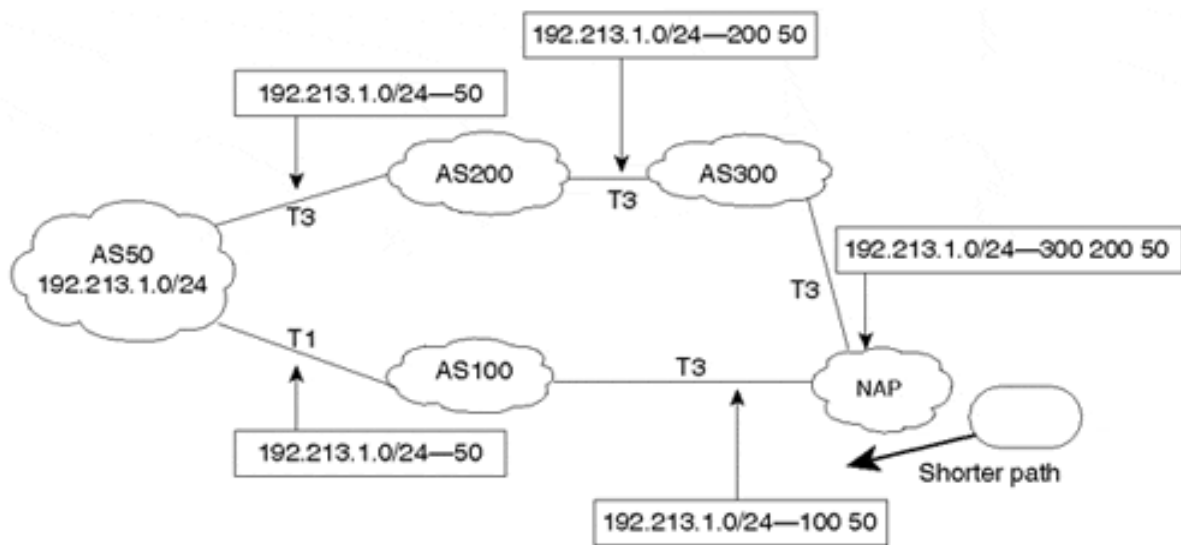 192.213.1.0/24—200 50
192.213.1.0/24—50
AS200
AS300
T3
T3
AS50
192.213.1.0/24
192.213.1.0/24—300 200 50
T3
T1
AS100
T3
NAP
192.213.1.0/24—50
Shorter path
192.213.1.0/24—100 50